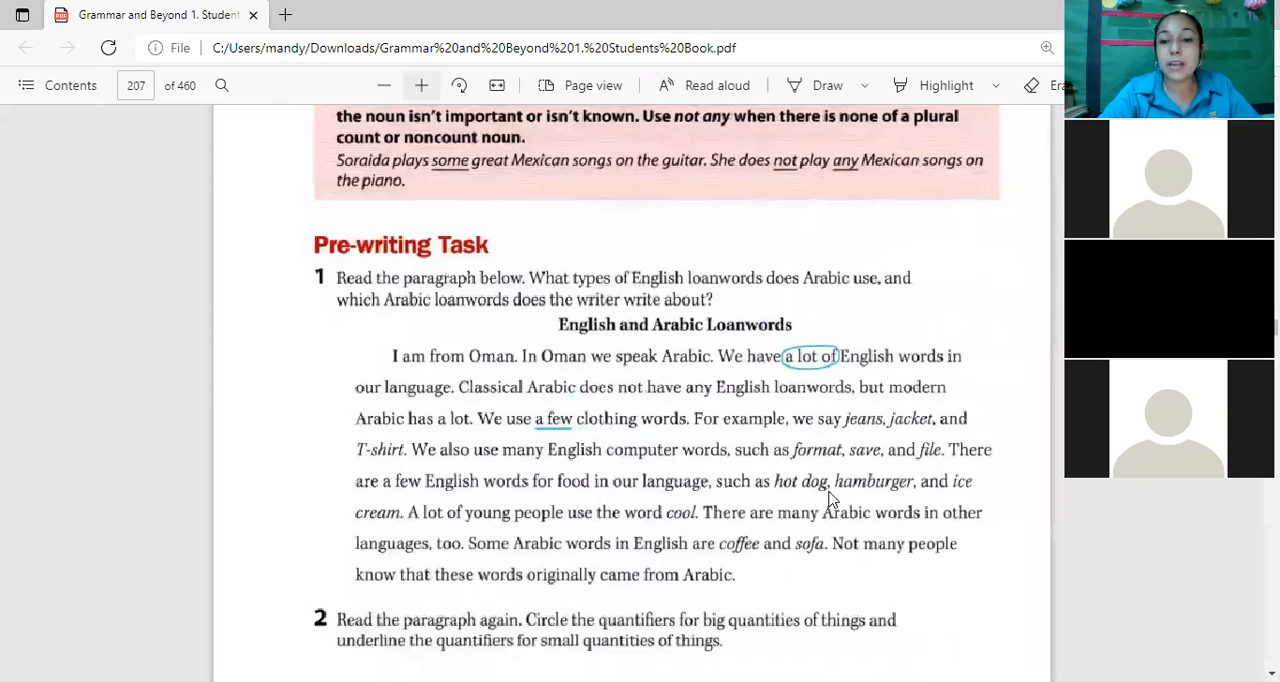 Grammar and Beyond 1. Student
File C:/Users/mandy/Downloads/Grammar%20and%20Beyond%201.%20Students%20Book.pdf
Contents 207 of 460 Page view Read aloud Draw Highlight Era
the noun isn't important or isn't known. Use not any when there is none of a plural
count or noncount noun.
Soraida plays some great Mexican songs on the guitar. She does not play any Mexican songs on
the piano.
Pre-writing Task
1 Read the paragraph below. What types of English loanwords does Arabic use, and
which Arabic loanwords does the writer write about?
English and Arabic Loanwords
I am from Oman. In Oman we speak Arabic. We have a lot of English words in
our language. Classical Arabic does not have any English loanwords, but modern
Arabic has a lot. We use a few clothing words. For example, we say jeans, jacket, and
T-shirt. We also use many English computer words, such as format, save, and file. There
are a few English words for food in our language, such as hot dog, hamburger, and ice
cream. A lot of young people use the word cool. There are many Arabic words in other
languages, too. Some Arabic words in English are coffee and sofa. Not many people
know that these words originally came from Arabic.
2 Read the paragraph again. Circle the quantifiers for big quantities of things and
underline the quantifiers for small quantities of things.